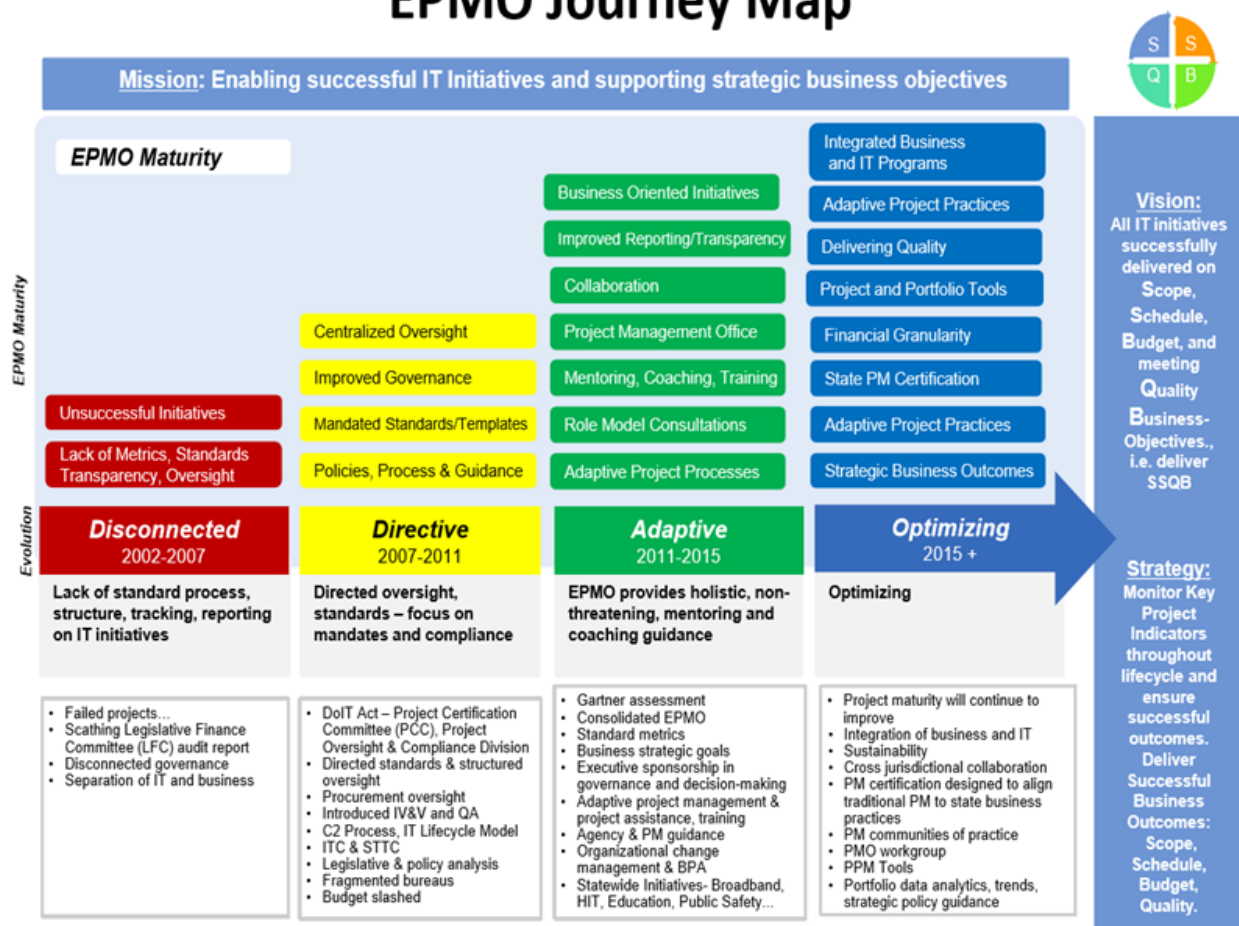 EPMO Journey Map
S S
Q B
Mission: Enabling successful IT Initiatives and supporting strategic business objectives
EPMO Maturity
EPMO Maturity
Unsuccessful Initiatives
Lack of Metrics, Standards
Transparency, Oversight
Centralized Oversight
Improved Governance
Mandated Standards/Templates
Policies, Process & Guidance
Business Oriented Initiatives
Improved Reporting/Transparency
Collaboration
Project Management Office
Mentoring, Coaching, Training
Role Model Consultations
Adaptive Project Processes
Integrated Business
and IT Programs
Adaptive Project Practices
Delivering Quality
Project and Portfolio Tools
Financial Granularity
State PM Certification
Adaptive Project Practices
Strategic Business Outcomes
Evolution
Disconnected
2002-2007
Directive
2007-2011
Adaptive
2011-2015
Optimizing
2015 +
Lack of standard process,
structure, tracking, reporting
on IT initiatives
Directed oversight,
standards – focus on
mandates and compliance
EPMO provides holistic, non-
threatening, mentoring and
coaching guidance
Optimizing
• Failed projects…
• Scathing Legislative Finance
Committee (LFC) audit report
• Disconnected governance
• Separation of IT and business
• DoIT Act – Project Certification
Committee (PCC), Project
Oversight & Compliance Division
• Directed standards & structured
oversight
• Procurement oversight
• Introduced IV&V and QA
• C2 Process, IT Lifecycle Model
• ITC & STTC
• Legislative & policy analysis
• Fragmented bureaus
• Budget slashed
• Gartner assessment
• Consolidated EPMO
• Standard metrics
• Business strategic goals
• Executive sponsorship in
governance and decision-making
• Adaptive project management &
project assistance, training
• Agency & PM guidance
• Organizational change
management & BPA
• Statewide Initiatives- Broadband,
HIT, Education, Public Safety…
• Project maturity will continue to
improve
• Integration of business and IT
• Sustainability
• Cross jurisdictional collaboration
• PM certification designed to align
traditional PM to state business
practices
• PM communities of practice
• PMO workgroup
• PPM Tools
• Portfolio data analytics, trends,
strategic policy guidance
Vision:
All IT initiatives
successfully
delivered on
Scope,
Schedule,
Budget, and
meeting
Quality
Business-
Objectives.,
i.e. deliver
SSQB
Strategy:
Monitor Key
Project
Indicators
throughout
lifecycle and
ensure
successful
outcomes.
Deliver
Successful
Business
Outcomes:
Scope,
Schedule,
Budget,
Quality.